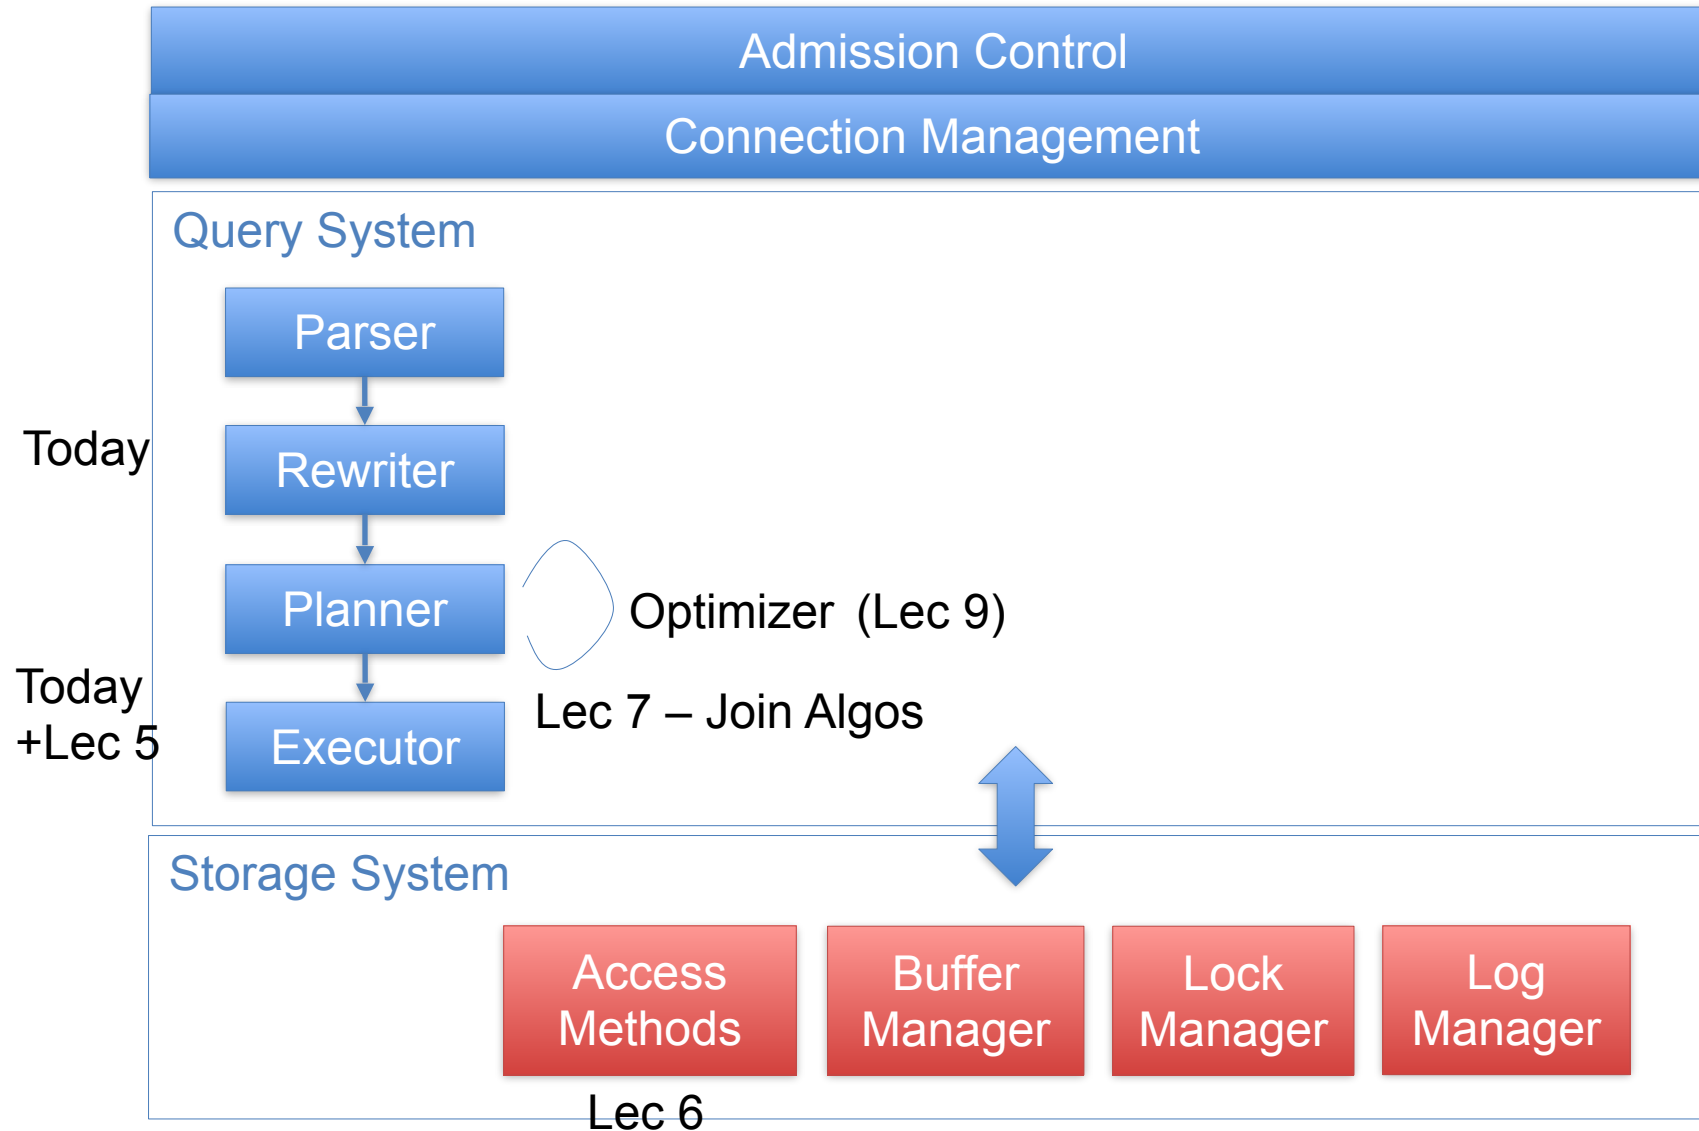 Admission Control
Connection Management
Query System
Parser
Today
Rewriter
Planner
Optimizer (Lec 9)
Today
+Lec 5
Lec 7 – Join Algos
Executor
Storage System
Access
Methods
Buffer
Manager
Lock
Manager
Log
Manager
Lec 6